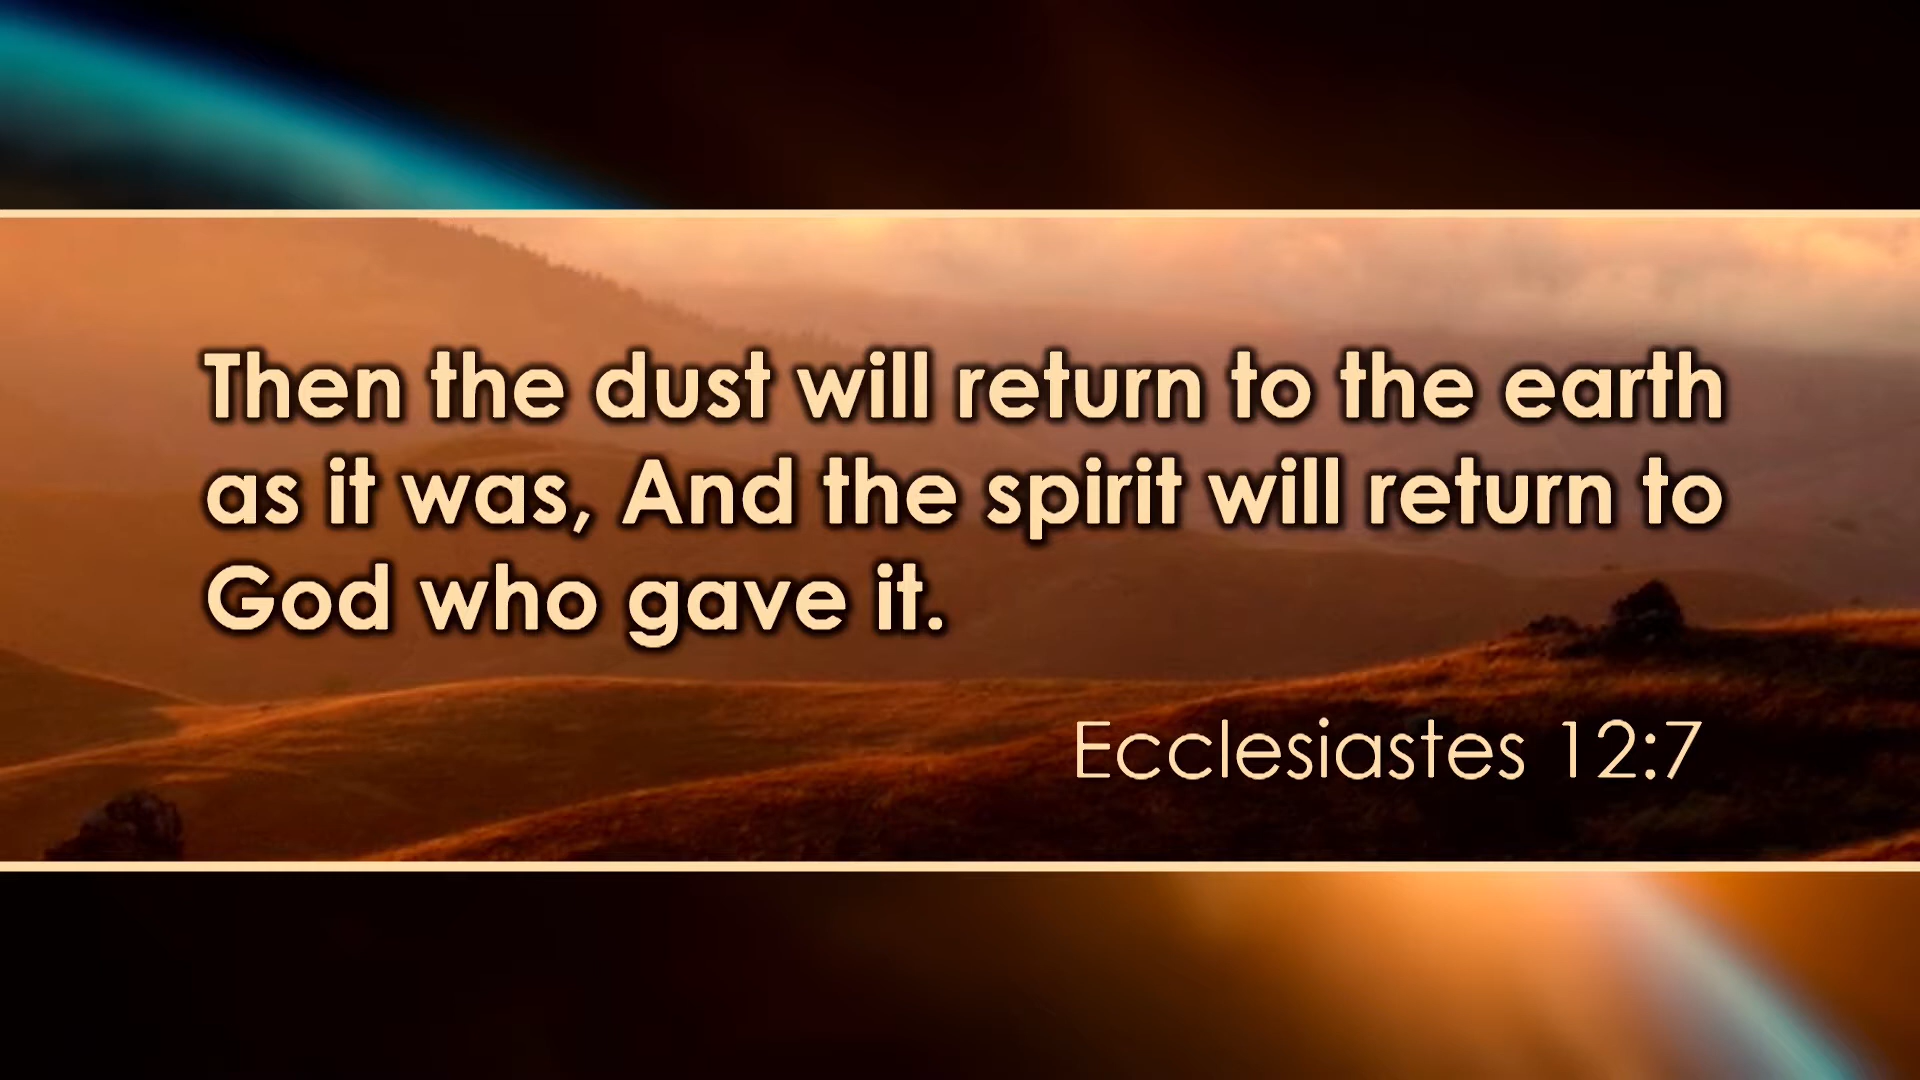 Then the dust will return to the earth
as it was, And the spirit will return to
God who gave it.
Ecclesiastes 12:7